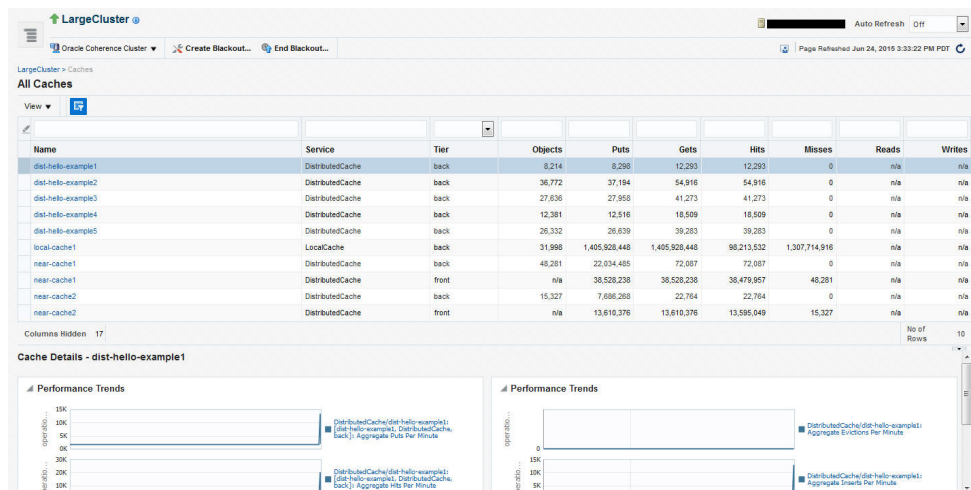 LargeCluster
Auto Refresh Off
Oracle Coherence Cluster Create Blackout... End Blackout... Page Refreshed Jun 24, 2015 3:33:22 PM PDT
LargeCluster > Caches
All Caches
View
Name Service Tier Objects Puts Gets Hits Misses Reads Writes
dist-hello-example1 DistributedCache back 8,214 8,298 12,293 12,293 0 n/a n/a
dist-hello-example2 DistributedCache back 36,772 37,194 54,916 54,916 0 n/a n/a
dist-hello-example3 DistributedCache back 27,636 27,958 41,273 41,273 0 n/a n/a
dist-hello-example4 DistributedCache back 12,381 12,516 18,509 18,509 0 n/a n/a
dist-hello-example5 DistributedCache back 26,332 26,639 39,283 39,283 0 n/a n/a
local-cache1 LocalCache back 31,998 1,405,928,448 1,405,928,448 98,213,532 1,307,714,916 n/a n/a
near-cache1 DistributedCache back 48,281 22,034,485 72,087 72,087 0 n/a n/a
near-cache1 DistributedCache front n/a 38,528,238 38,528,238 38,479,957 48,281 n/a n/a
near-cache2 DistributedCache back 15,327 7,686,268 22,764 22,764 0 n/a n/a
near-cache2 DistributedCache front n/a 13,610,376 13,610,376 13,595,049 15,327 n/a n/a
Columns Hidden 17 No of Rows 10
Cache Details - dist-hello-example1
Performance Trends
operatio...
15K
10K
5K
0K
DistributedCache/dist-hello-example1:
[dist-hello-example1, DistributedCache,
back]: Aggregate Puts Per Minute
operatio...
30K
20K
10K
DistributedCache/dist-hello-example1:
[dist-hello-example1, DistributedCache,
back]: Aggregate Hits Per Minute
Performance Trends
operatio...
0
DistributedCache/dist-hello-example1:
Aggregate Evictions Per Minute
operatio...
15K
10K
5K
DistributedCache/dist-hello-example1:
Aggregate Inserts Per Minute